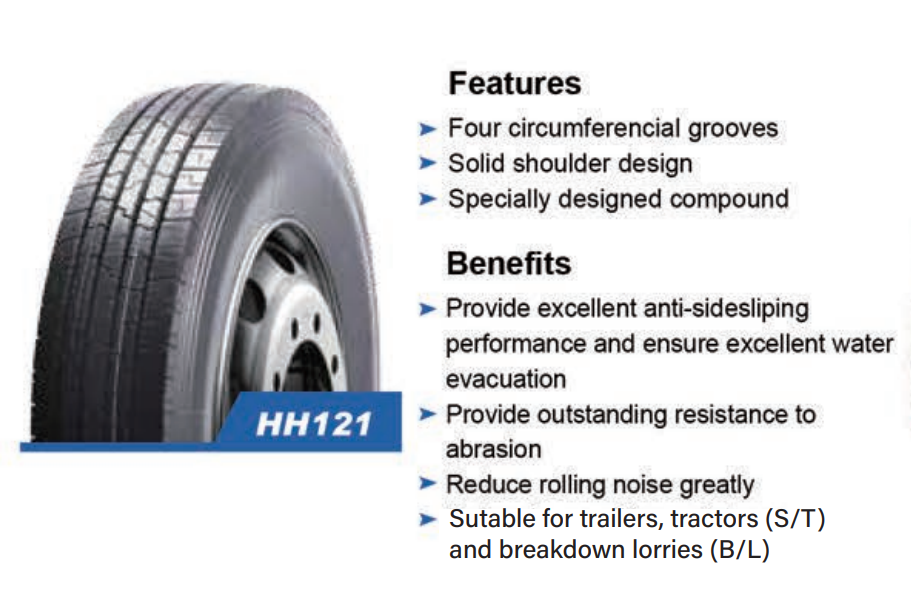 Features
Four circumferencial grooves
Solid shoulder design
Specially designed compound
Benefits
Provide excellent anti-sidesliping
performance and ensure excellent water
evacuation
Provide outstanding resistance to
abrasion
Reduce rolling noise greatly
Sutable for trailers, tractors (S/T)
and breakdown lorries (B/L)
HH121